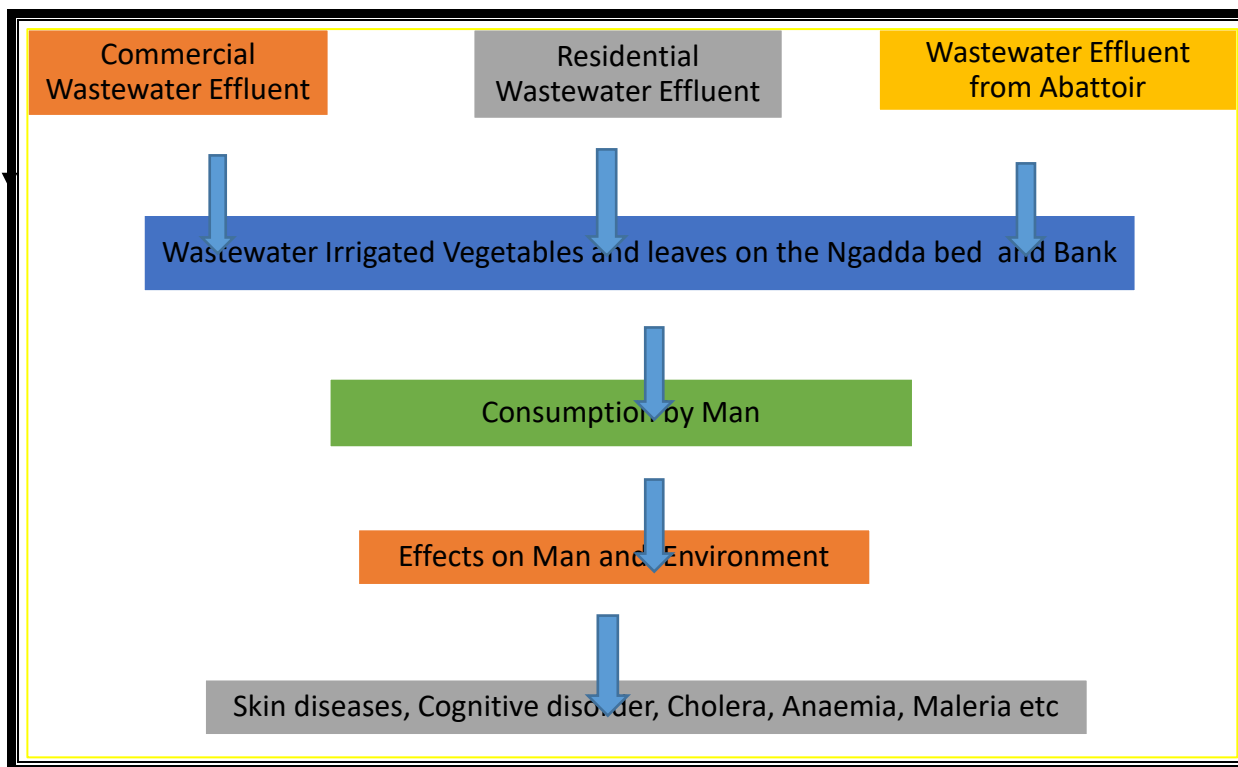 Commercial
Wastewater Effluent
Residential
Wastewater Effluent
Wastewater Effluent
from Abattoir
Wastewater Irrigated Vegetables and leaves on the Ngadda bed  and Bank
Consumption by Man
Effects on Man and Environment
Skin diseases, Cognitive disorder, Cholera, Anaemia, Maleria etc